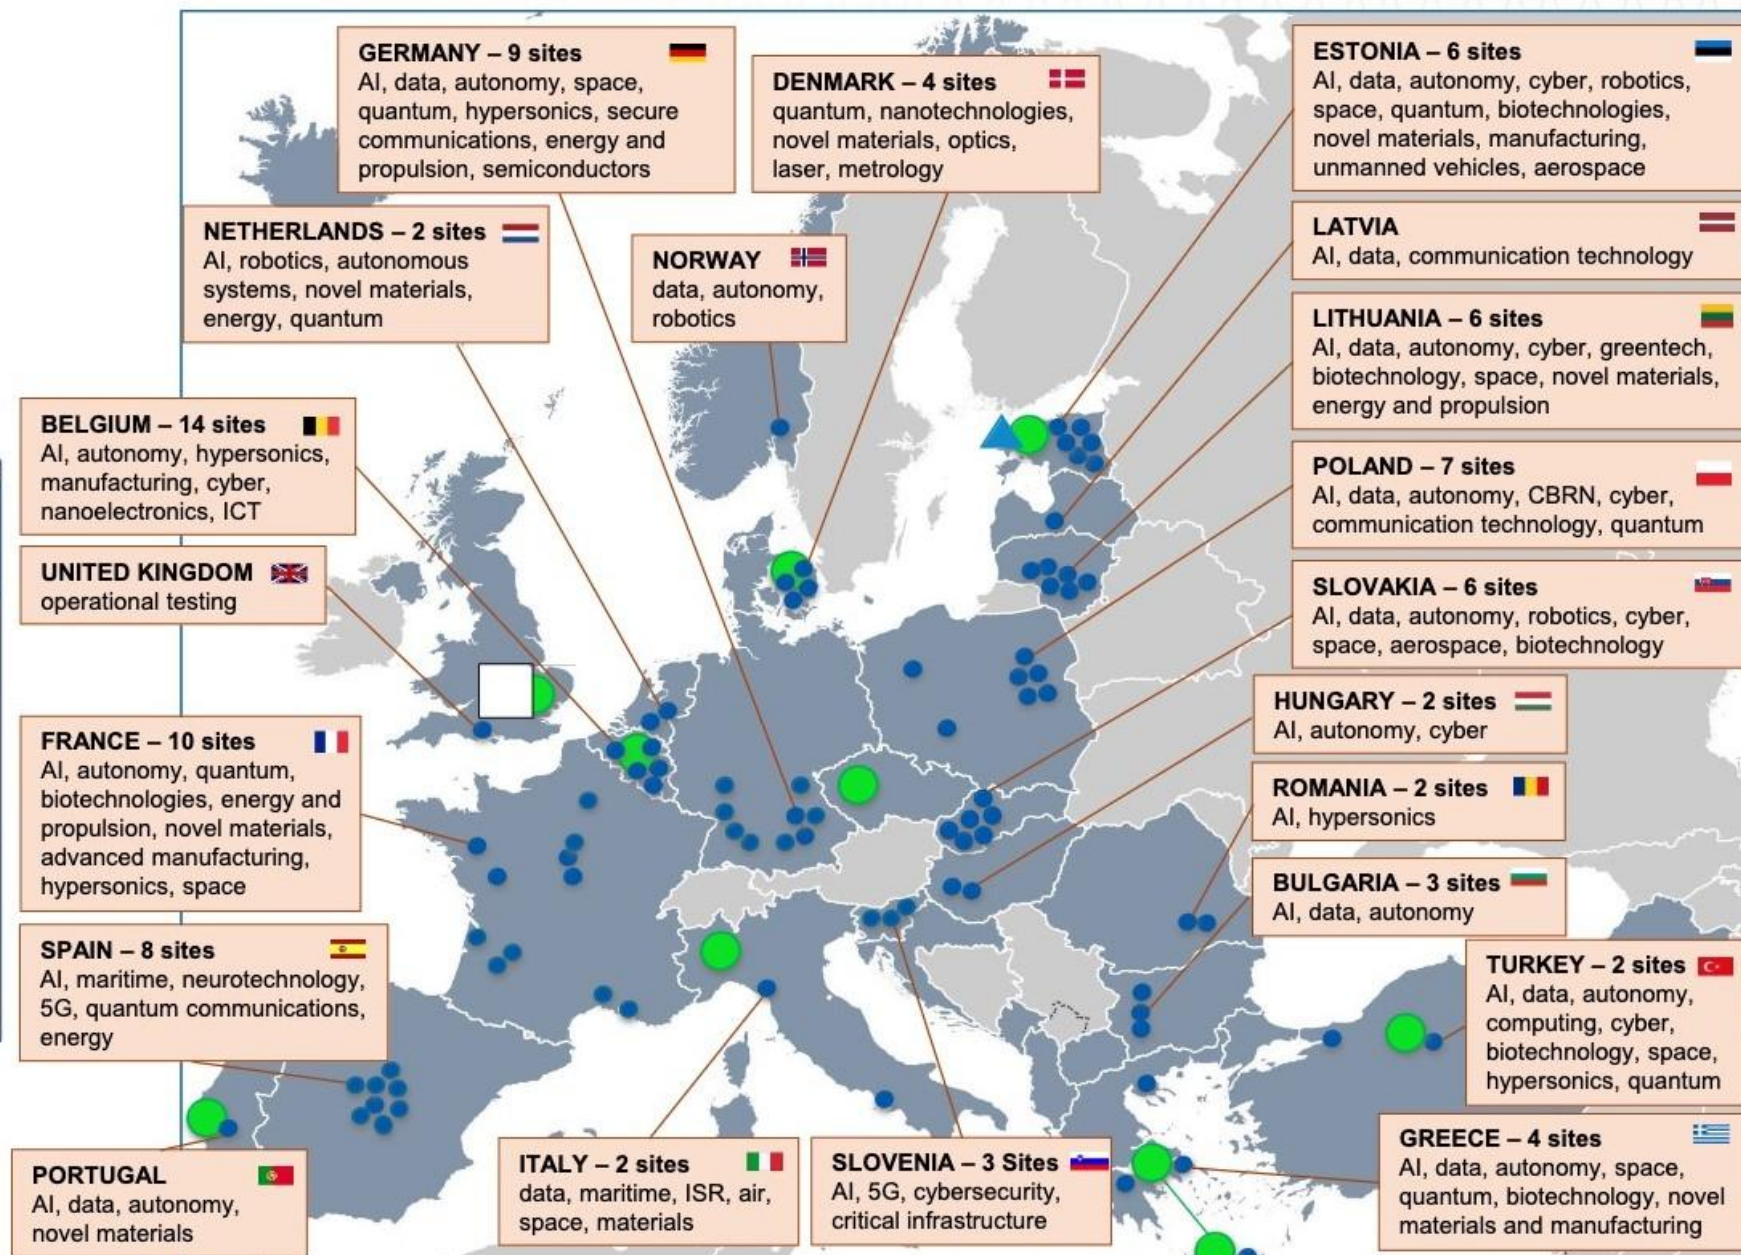 GERMANY – 9 sites
AI, data, autonomy, space,
quantum, hypersonics, secure
communications, energy and
propulsion, semiconductors
DENMARK – 4 sites
quantum, nanotechnologies,
novel materials, optics,
laser, metrology
ESTONIA – 6 sites
AI, data, autonomy, cyber, robotics,
space, quantum, biotechnologies,
novel materials, manufacturing,
unmanned vehicles, aerospace
NETHERLANDS – 2 sites
AI, robotics, autonomous
systems, novel materials,
energy, quantum
NORWAY
data, autonomy,
robotics
LATVIA
AI, data, communication technology
LITHUANIA – 6 sites
AI, data, autonomy, cyber, greentech,
biotechnology, space, novel materials,
energy and propulsion
BELGIUM – 14 sites
AI, autonomy, hypersonics,
manufacturing, cyber,
nanoelectronics, ICT
POLAND – 7 sites
AI, data, autonomy, CBRN, cyber,
communication technology, quantum
UNITED KINGDOM
operational testing
SLOVAKIA – 6 sites
AI, data, autonomy, robotics, cyber,
space, aerospace, biotechnology
HUNGARY – 2 sites
AI, autonomy, cyber
FRANCE – 10 sites
AI, autonomy, quantum,
biotechnologies, energy and
propulsion, novel materials,
advanced manufacturing,
hypersonics, space
ROMANIA – 2 sites
AI, hypersonics
BULGARIA – 3 sites
AI, data, autonomy
SPAIN – 8 sites
AI, maritime, neurotechnology,
5G, quantum communications,
energy
TURKEY – 2 sites
AI, data, autonomy,
computing, cyber,
biotechnology, space,
hypersonics, quantum
PORTUGAL
AI, data, autonomy,
novel materials
ITALY – 2 sites
data, maritime, ISR, air,
space, materials
SLOVENIA – 3 Sites
AI, 5G, cybersecurity,
critical infrastructure
GREECE – 4 sites
AI, data, autonomy, space,
quantum, biotechnology, novel
materials and manufacturing